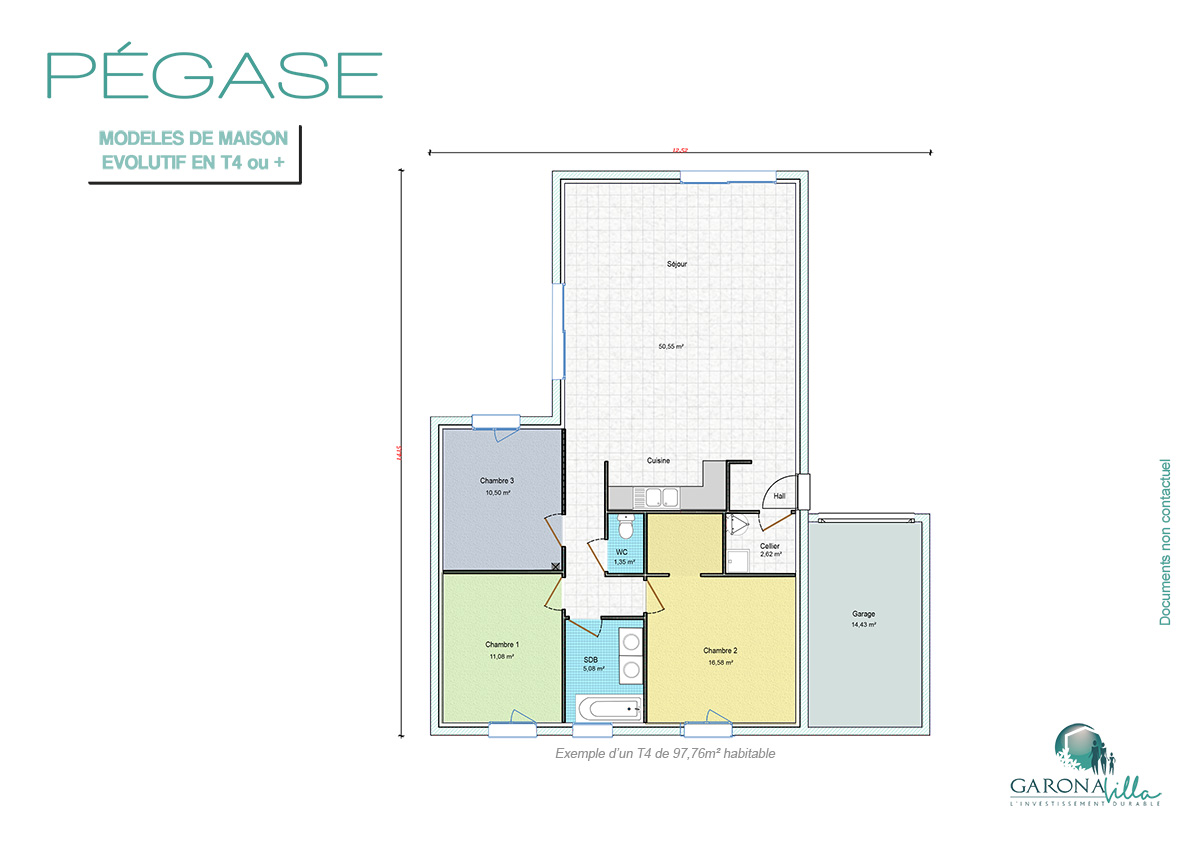 PÉGASE
MODELES DE MAISON
EVOLUTIF EN T4 ou +
12,52
14,15
Séjour
50,55 m²
Cuisine
Hall
Chambre 3
10,50 m²
WC
1,35 m²
Cellier
2,62 m²
Chambre 1
11,08 m²
SDB
5,08 m²
Chambre 2
16,58 m²
Garage
14,43 m²
Exemple d'un T4 de 97,76m² habitable
Documents non contactuel
GARONA Villa
L'INVESTISSEMENT DURABLE